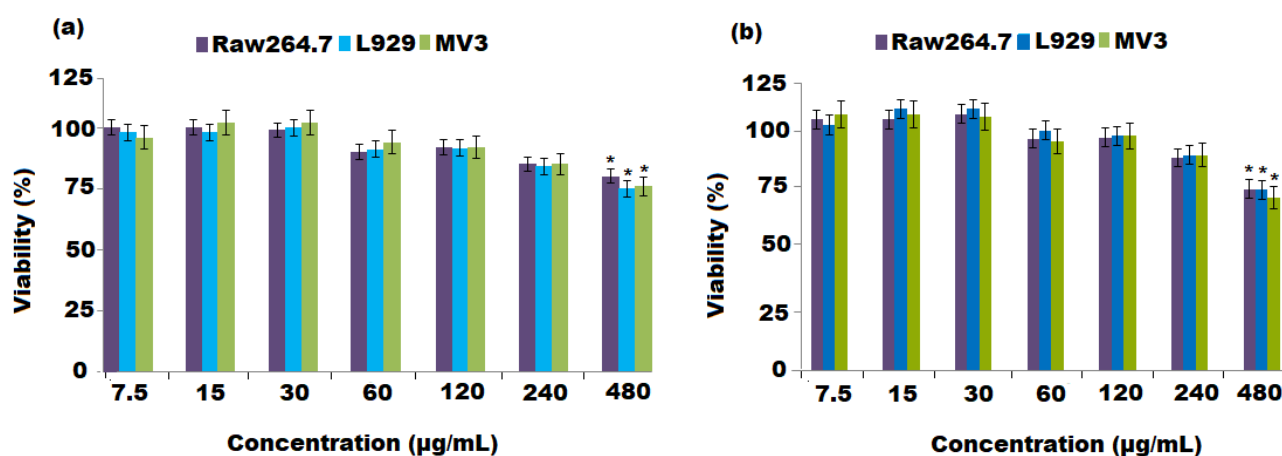 (a)
Raw264.7 L929 MV3
125
100
75
50
25
0
Viability (%)
* * *
7.5 15 30 60 120 240 480
Concentration (µg/mL)
(b)
Raw264.7 L929 MV3
125
100
75
50
25
0
Viability (%)
* * *
7.5 15 30 60 120 240 480
Concentration (µg/mL)